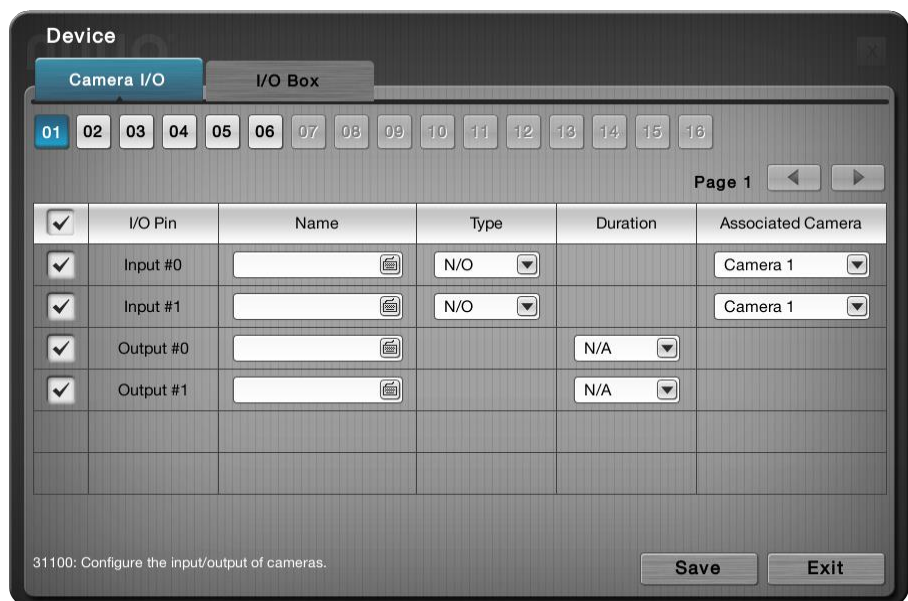 Device
Camera I/O
I/O Box
01 02 03 04 05 06 07 08 09 10 11 12 13 14 15 16
Page 1
I/O Pin Name Type Duration Associated Camera
Input #0 N/O Camera 1
Input #1 N/O Camera 1
Output #0 N/A
Output #1 N/A
31100: Configure the input/output of cameras.
Save Exit